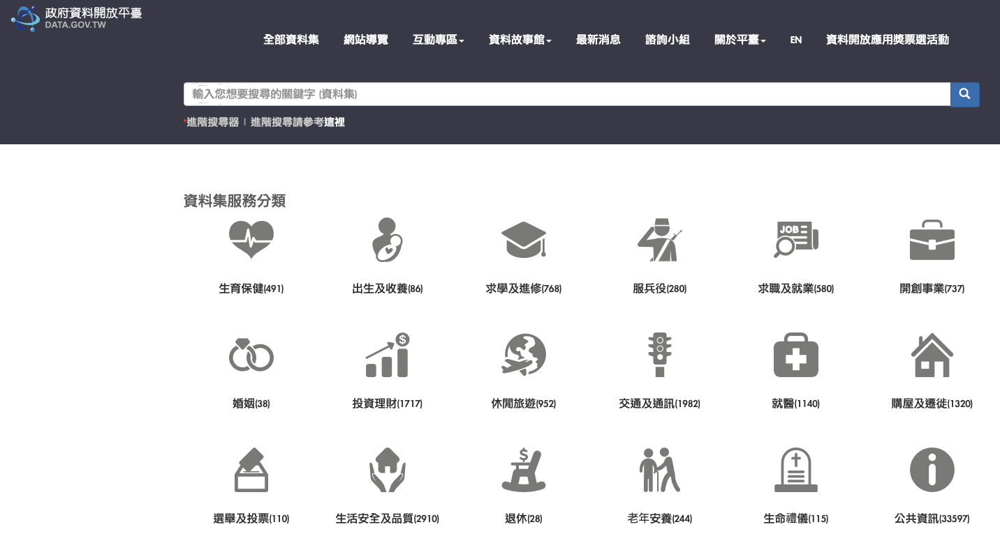 政府資料開放平臺
DATA.GOV.TW
全部資料集 網站導覽 互動專區 資料故事館 最新消息 諮詢小組 關於平臺 EN 資料開放應用獎票選活動
輸入您想要搜尋的關鍵字 (資料集)
*進階搜尋器 | 進階搜尋請參考這裡
資料集服務分類
JOB
生育保健(491) 出生及收養(86) 求學及進修(768) 服兵役(280) 求職及就業(580) 開創事業(737)
$
婚姻(38) 投資理財(1717) 休閒旅遊(952) 交通及通訊(1982) 就醫(1140) 購屋及遷徙(1320)
$
選舉及投票(110) 生活安全及品質(2910) 退休(28) 老年安養(244) 生命禮儀(115) 公共資訊(33597)